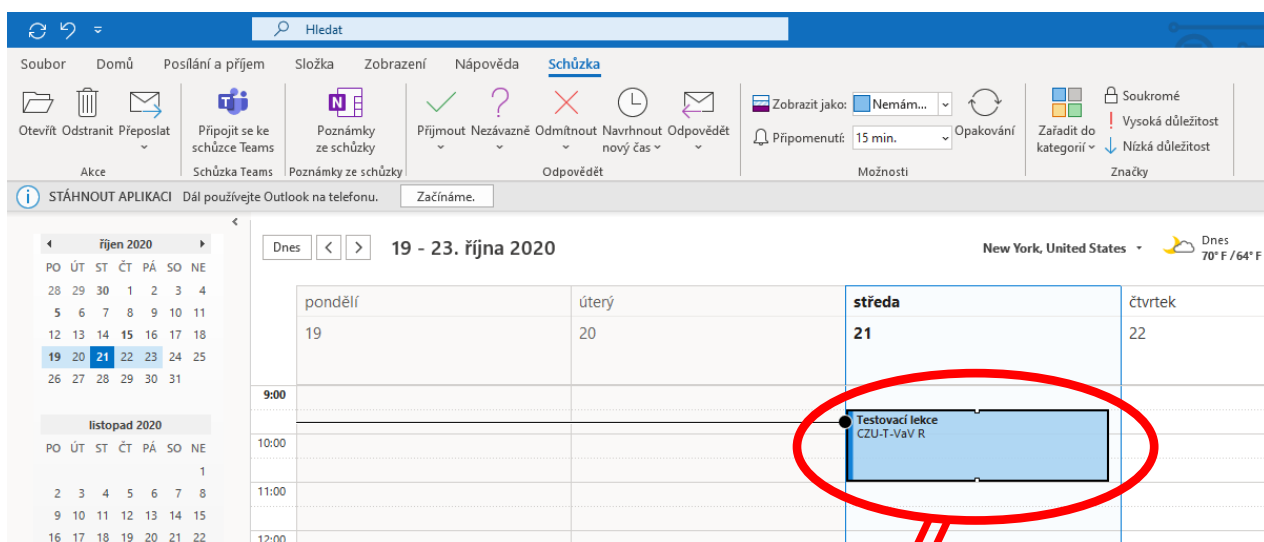 Hledat
Soubor Domů Posílání a příjem Složka Zobrazení Nápověda Schůzka
Otevřít Odstranit Přeposlat
Připojit se ke schůzce Teams
Poznámky ze schůzky
Přijmout Nezávazně Odmítnout Navrhnout nový čas Odpovědět
Zobrazit jako: Nemám...
Připomenutí: 15 min.
Opakování
Zařadit do kategorií
Soukromé
Vysoká důležitost
Nízká důležitost
Akce Schůzka Teams Poznámky ze schůzky Odpovědět Možnosti Značky
STÁHNOUT APLIKACI Dál používejte Outlook na telefonu. Začínáme.
říjen 2020
PO ÚT ST ČT PÁ SO NE
28 29 30 1 2 3 4
5 6 7 8 9 10 11
12 13 14 15 16 17 18
19 20 21 22 23 24 25
26 27 28 29 30 31
listopad 2020
PO ÚT ST ČT PÁ SO NE
1
2 3 4 5 6 7 8
9 10 11 12 13 14 15
16 17 18 19 20 21 22
Dnes 19 - 23. října 2020
New York, United States
Dnes
70° F / 64° F
pondělí úterý středa čtvrtek
19 20 21 22
9:00
Testovací lekce
CZU-T-VaV R
10:00
11:00
12:00